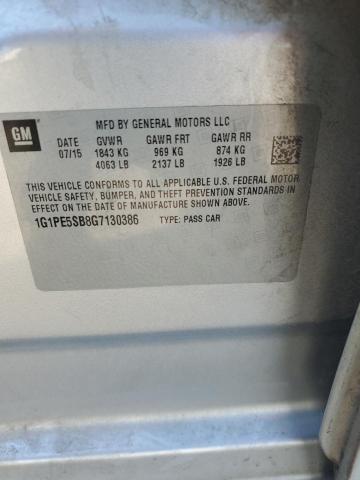 GM
MFD BY GENERAL MOTORS LLC
DATE GVWR GAWR FRT GAWR RR
07/15 1843 KG 969 KG 874 KG
4063 LB 2137 LB 1926 LB
THIS VEHICLE CONFORMS TO ALL APPLICABLE U.S. FEDERAL MOTOR
VEHICLE SAFETY, BUMPER, AND THEFT PREVENTION STANDARDS IN
EFFECT ON THE DATE OF MANUFACTURE SHOWN ABOVE.
1G1PE5SB8G7130386 TYPE: PASS CAR